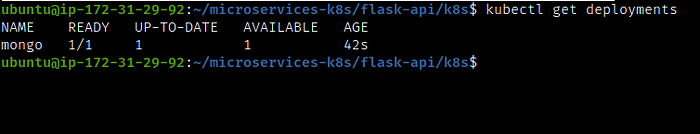 ubuntu@ip-172-31-29-92:~/microservices-k8s/flask-api/k8s$ kubectl get deployments
NAME    READY   UP-TO-DATE   AVAILABLE   AGE
mongo   1/1     1            1           42s
ubuntu@ip-172-31-29-92:~/microservices-k8s/flask-api/k8s$